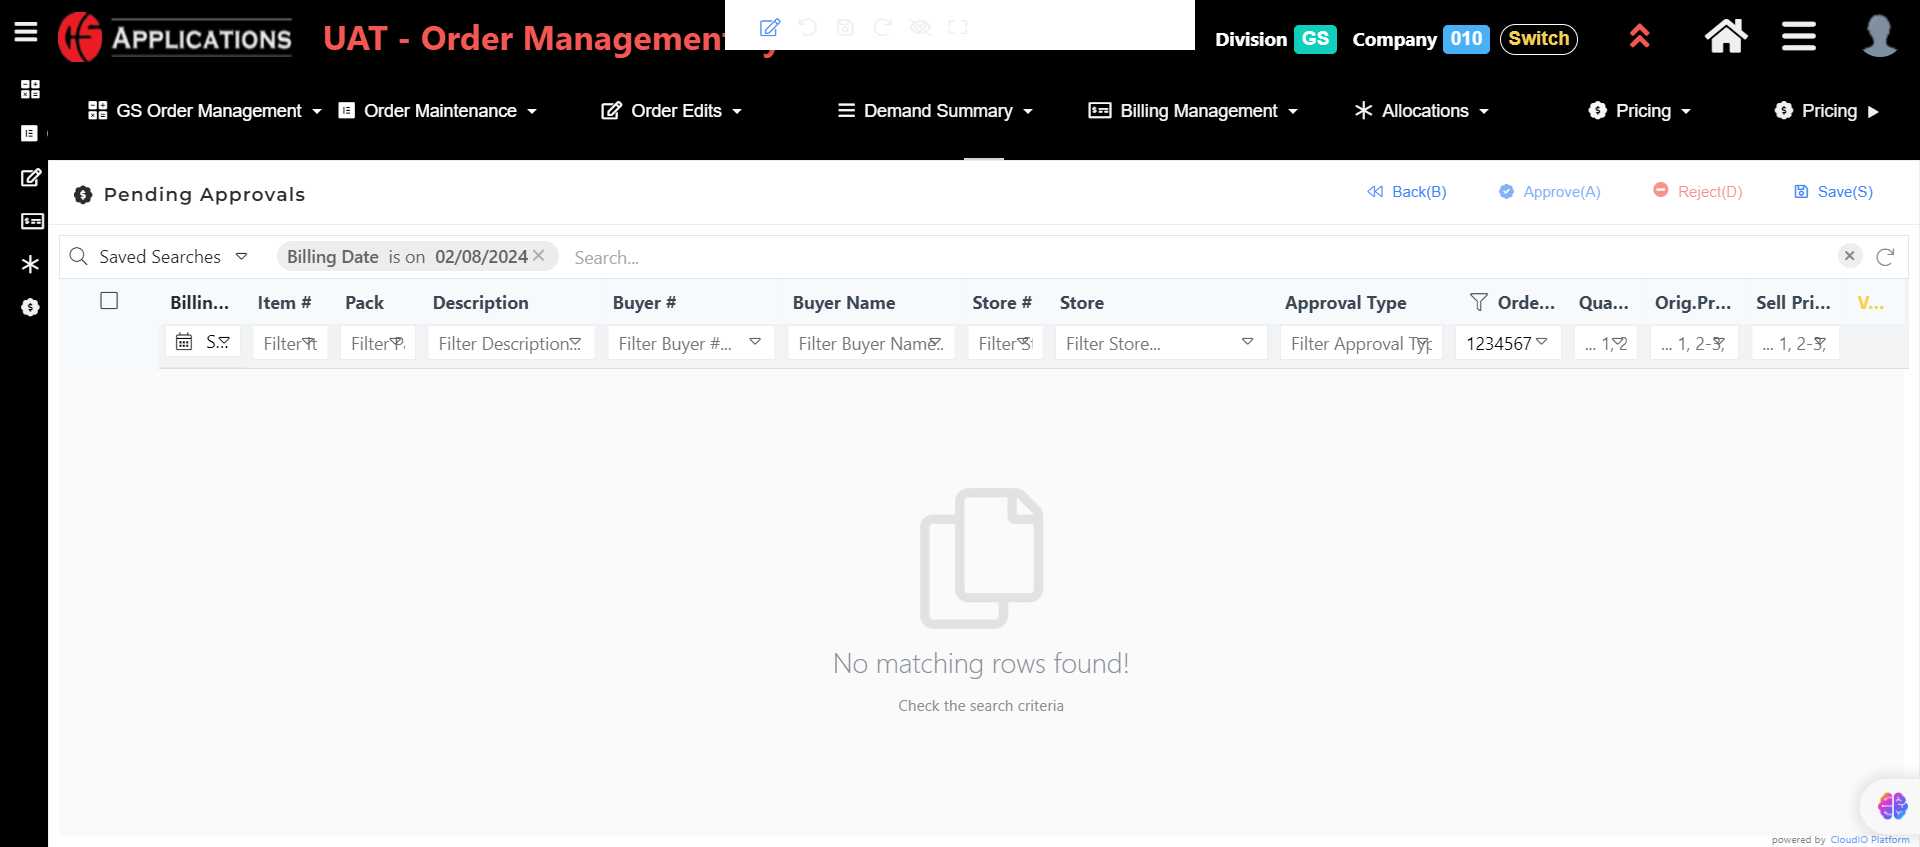 APPLICATIONS
UAT - Order Management
Division GS Company 010 Switch
GS Order Management Order Maintenance Order Edits Demand Summary Billing Management Allocations Pricing Pricing
Pending Approvals
Back(B) Approve(A) Reject(D) Save(S)
Saved Searches Billing Date is on 02/08/2024 Search...
Billin... Item # Pack Description Buyer # Buyer Name Store # Store Approval Type Orde... Qua... Orig.Pr... Sell Pri... V...
S... Filter Filter Filter Description... Filter Buyer #... Filter Buyer Name... Filter Filter Store... Filter Approval Typ 1234567 ... 1, 2 ... 1, 2-3, ... 1, 2-3,
No matching rows found!
Check the search criteria
powered by CloudIO Platform